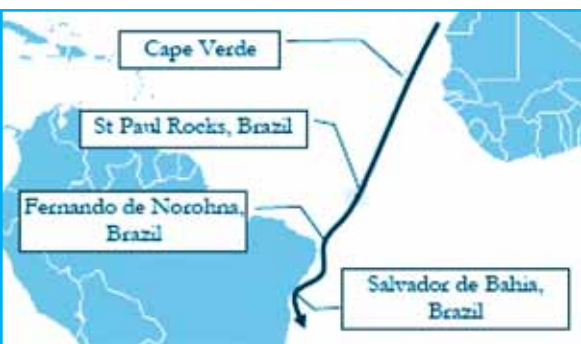 Cape Verde
St Paul Rocks, Brazil
Fernando de Norohna,
Brazil
Salvador de Bahia,
Brazil